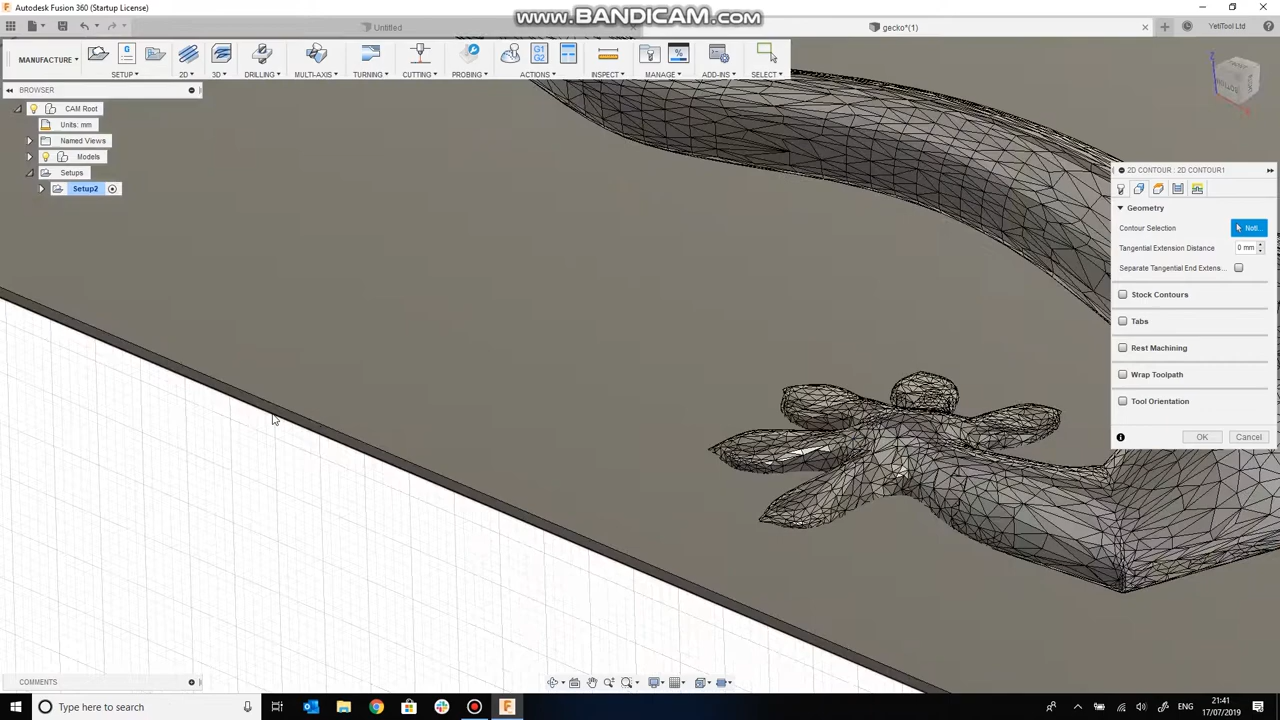 Autodesk Fusion 360 (Startup License)
www.BANDICAM.com
Untitled
gecko*(1)
YetiTool Ltd
MANUFACTURE
G
G1
G2
SETUP
2D
3D
DRILLING
MULTI-AXIS
TURNING
CUTTING
PROBING
ACTIONS
INSPECT
MANAGE
ADD-INS
SELECT
BROWSER
CAM Root
Units: mm
Named Views
Models
Setups
Setup2
Z
BOTTOM
2D CONTOUR : 2D CONTOUR1
Geometry
Contour Selection
Noti...
Tangential Extension Distance
0 mm
Separate Tangential End Extens...
Stock Contours
Tabs
Rest Machining
Wrap Toolpath
Tool Orientation
OK
Cancel
COMMENTS
Type here to search
ENG
21:41
17/07/2019